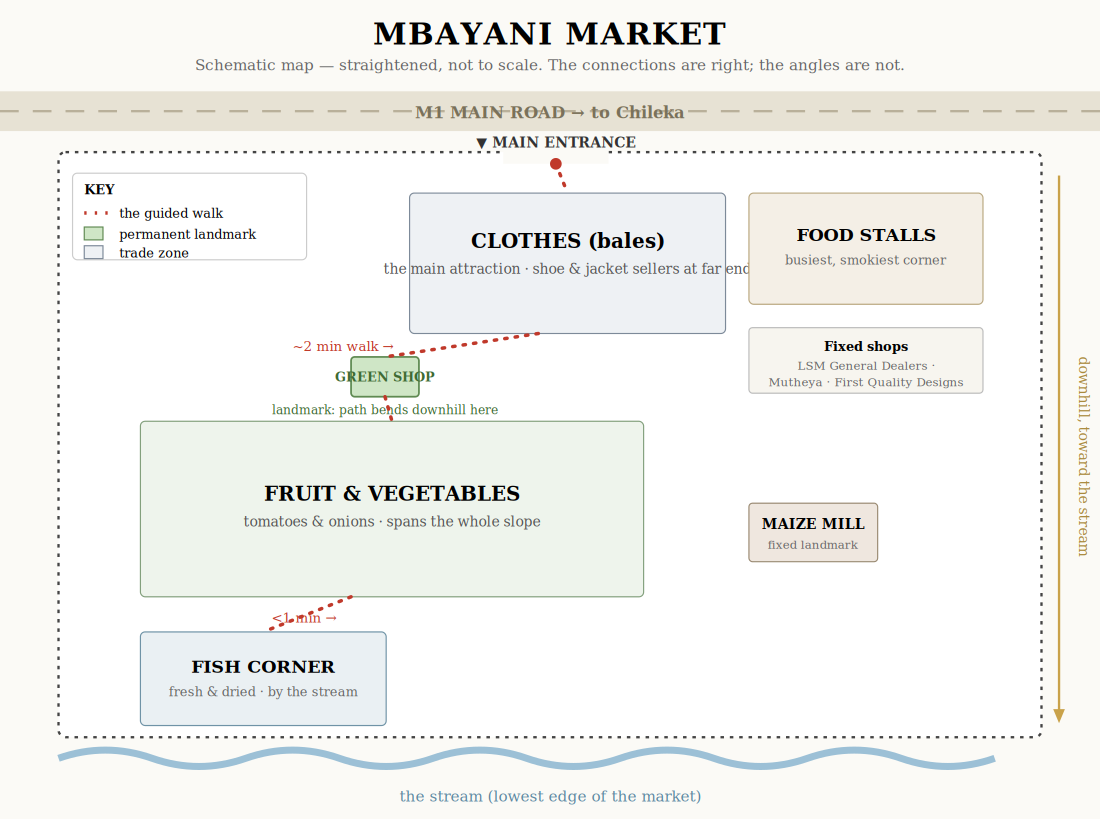 MBAYANI MARKET
Schematic map — straightened, not to scale. The connections are right; the angles are not.
M1 MAIN ROAD → to Chileka
▼ MAIN ENTRANCE
KEY
the guided walk
permanent landmark
trade zone
CLOTHES (bales)
the main attraction · shoe & jacket sellers at far end
FOOD STALLS
busiest, smokiest corner
Fixed shops
LSM General Dealers ·
Mutheya · First Quality Designs
~2 min walk →
GREEN SHOP
landmark: path bends downhill here
FRUIT & VEGETABLES
tomatoes & onions · spans the whole slope
MAIZE MILL
fixed landmark
<1 min →
FISH CORNER
fresh & dried · by the stream
downhill, toward the stream
the stream (lowest edge of the market)